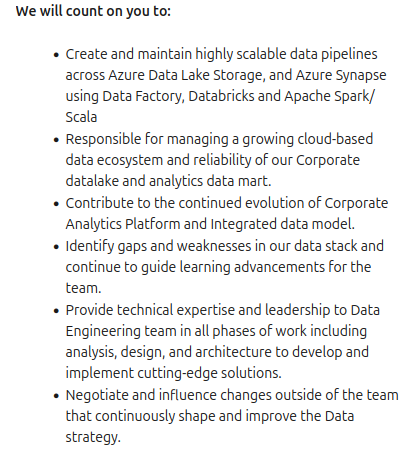 We will count on you to:
• Create and maintain highly scalable data pipelines
across Azure Data Lake Storage, and Azure Synapse
using Data Factory, Databricks and Apache Spark/
Scala
• Responsible for managing a growing cloud-based
data ecosystem and reliability of our Corporate
datalake and analytics data mart.
• Contribute to the continued evolution of Corporate
Analytics Platform and Integrated data model.
• Identify gaps and weaknesses in our data stack and
continue to guide learning advancements for the
team.
• Provide technical expertise and leadership to Data
Engineering team in all phases of work including
analysis, design, and architecture to develop and
implement cutting-edge solutions.
• Negotiate and influence changes outside of the team
that continuously shape and improve the Data
strategy.